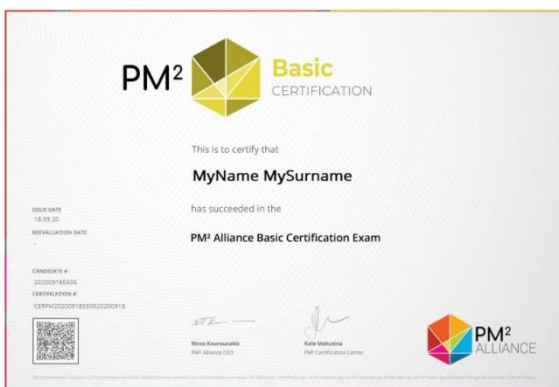 PM²
Basic
CERTIFICATION
This is to certify that
MyName MySurname
has succeeded in the
PM² Alliance Basic Certification Exam
ISSUE DATE
18.09.20
REEVALUATION DATE
-
CANDIDATE #
CERTIFICATION #
Nicos Kourounakis
PM² Alliance CEO
Kate Makusina
PM² Certification Center
PM²
ALLIANCE